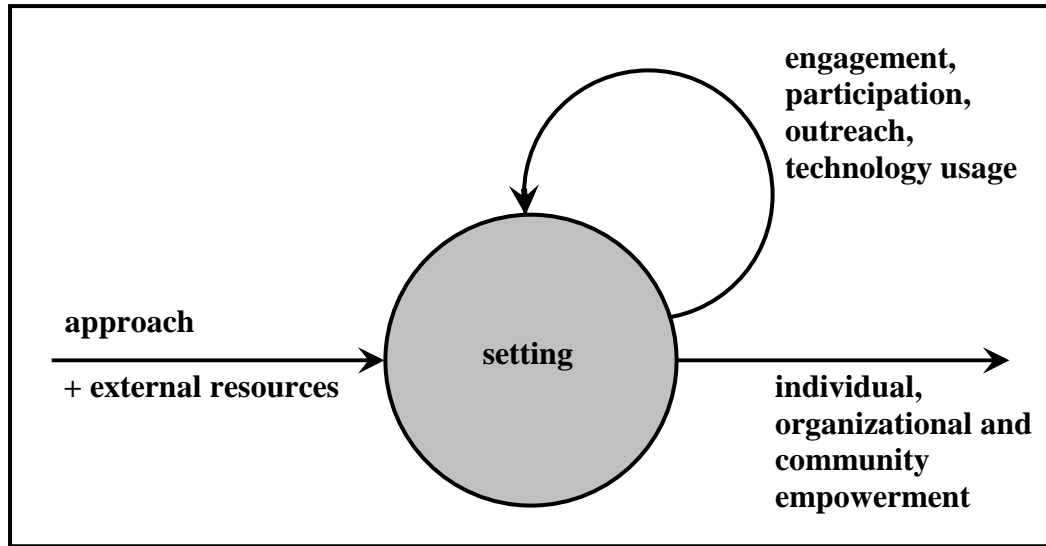 engagement,
participation,
outreach,
technology usage
approach
+ external resources
setting
individual,
organizational and
community
empowerment